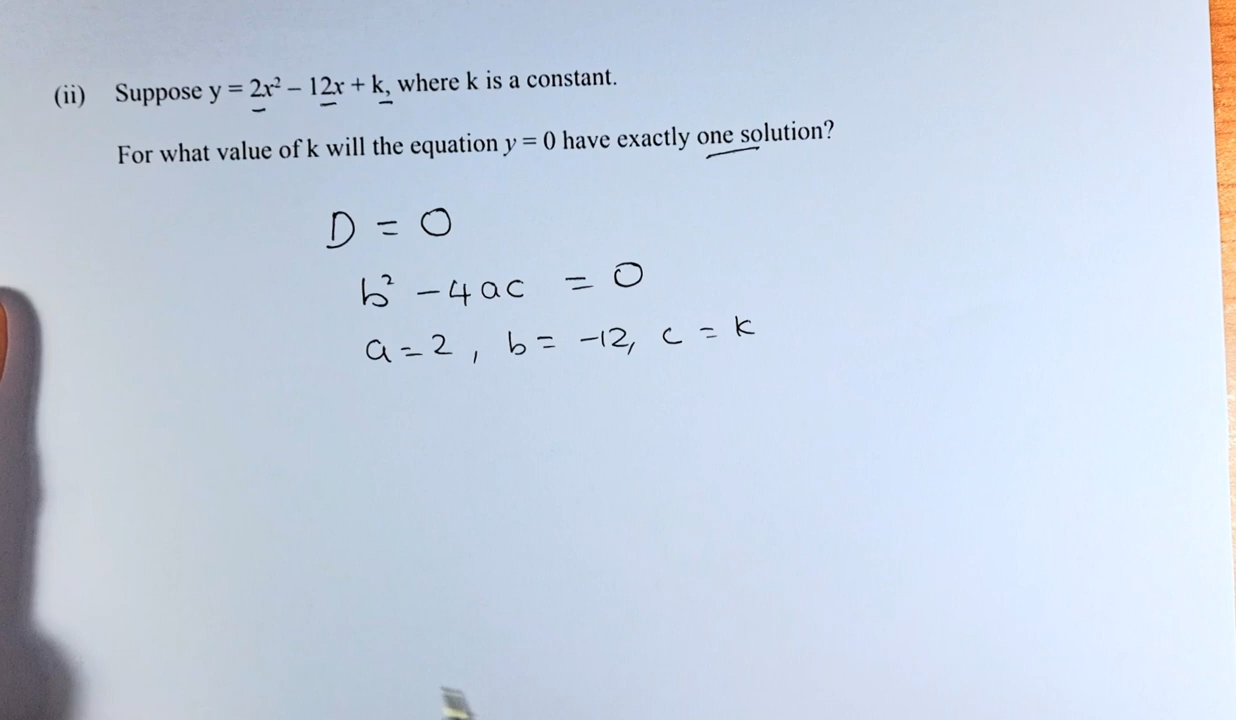 (ii) Suppose y = 2x² – 12x + k, where k is a constant.
For what value of k will the equation y = 0 have exactly one solution?
D = 0
b² - 4ac = 0
a = 2, b = -12, c = k